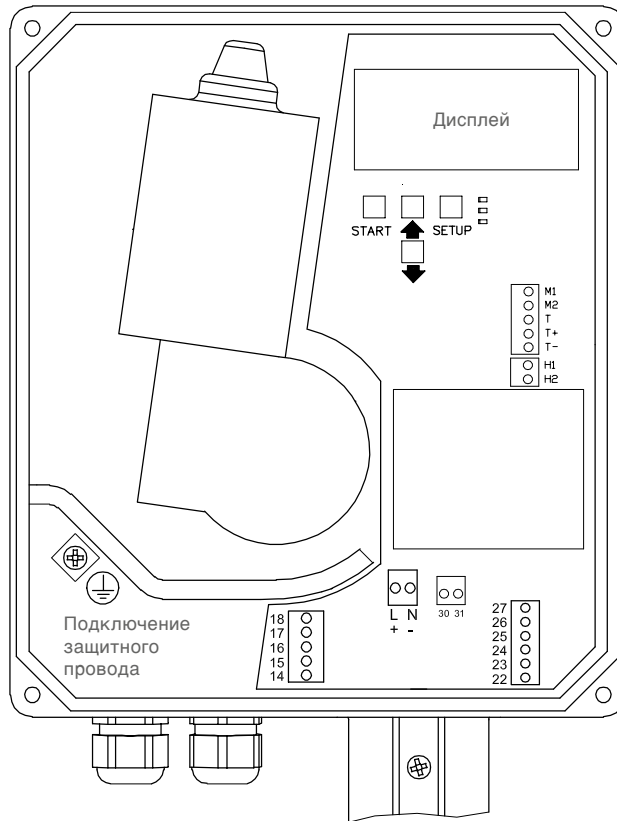 Дисплей
START SETUP
M1
M2
T
T+
T-
H1
H2
L N
+ -
30 31
18
17
16
15
14
27
26
25
24
23
22
Подключение
защитного
провода